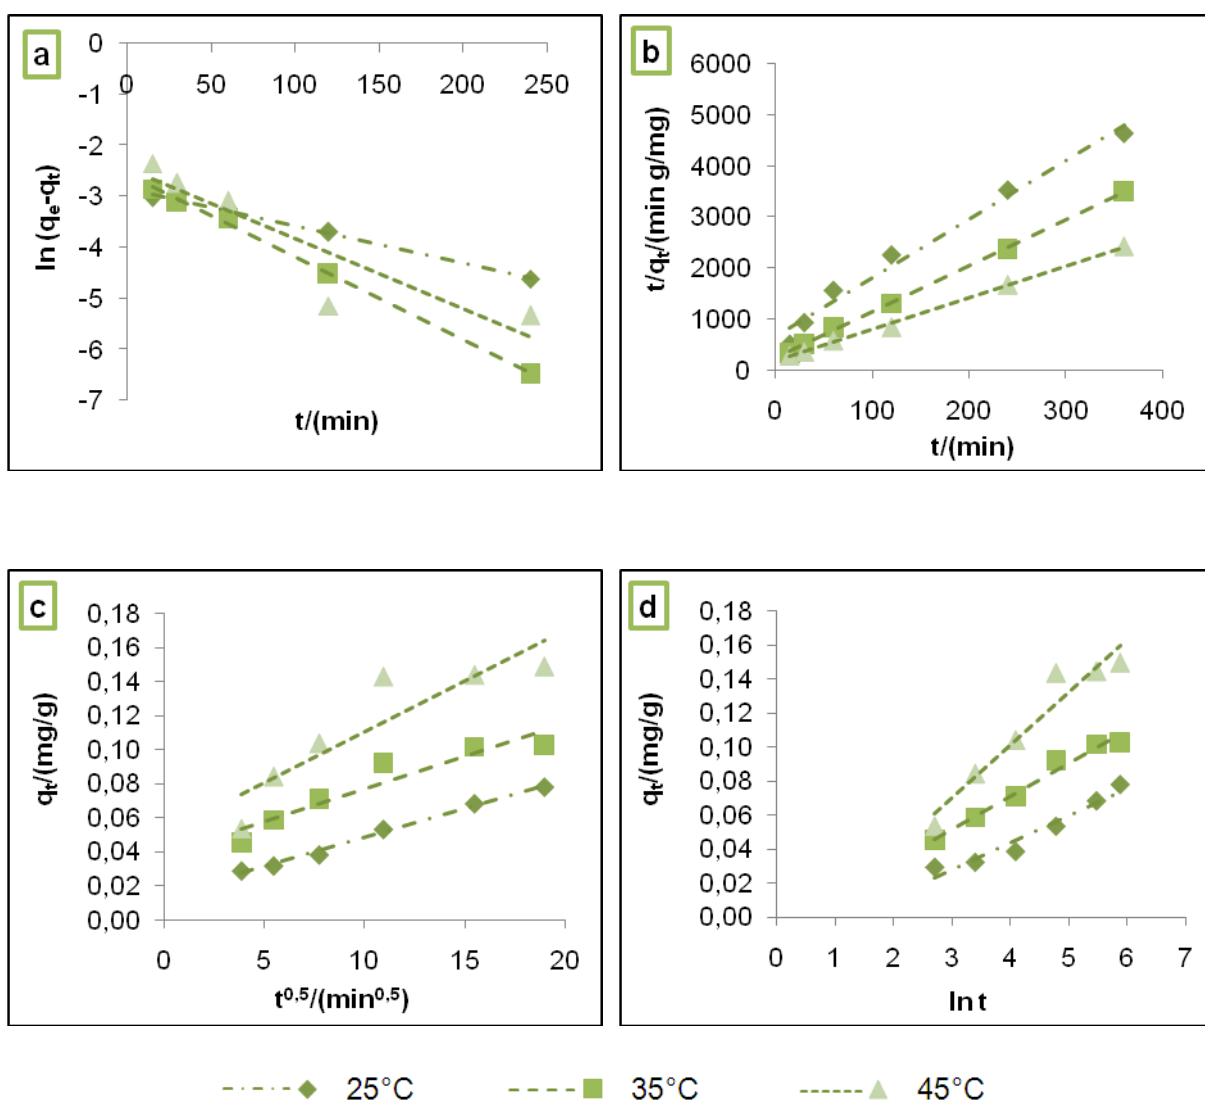 a
0
0 50 100 150 200 250
-1
-2
-3
-4
-5
-6
-7
ln (qe-qt)
t/(min)
b
6000
5000
4000
3000
2000
1000
0
t/qt/(min g/mg)
0 100 200 300 400
t/(min)
c
0,18
0,16
0,14
0,12
0,10
0,08
0,06
0,04
0,02
0,00
qt/(mg/g)
0 5 10 15 20
t0,5/(min0,5)
d
0,18
0,16
0,14
0,12
0,10
0,08
0,06
0,04
0,02
0,00
qt/(mg/g)
0 1 2 3 4 5 6 7
ln t
25°C 35°C 45°C